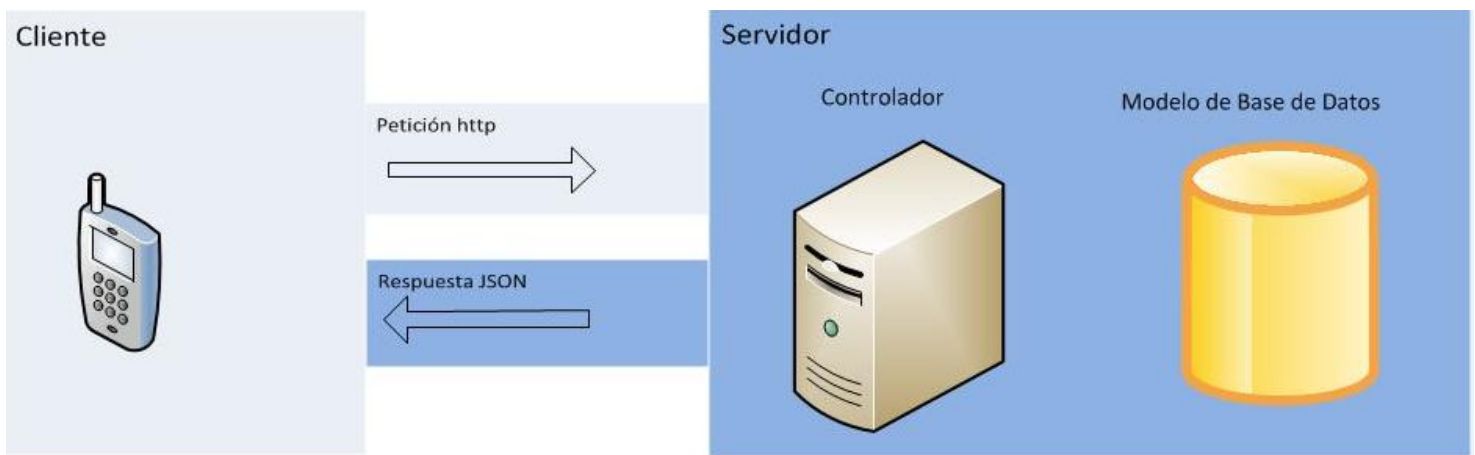 Cliente
Servidor
Controlador
Modelo de Base de Datos
Petición http
Respuesta JSON